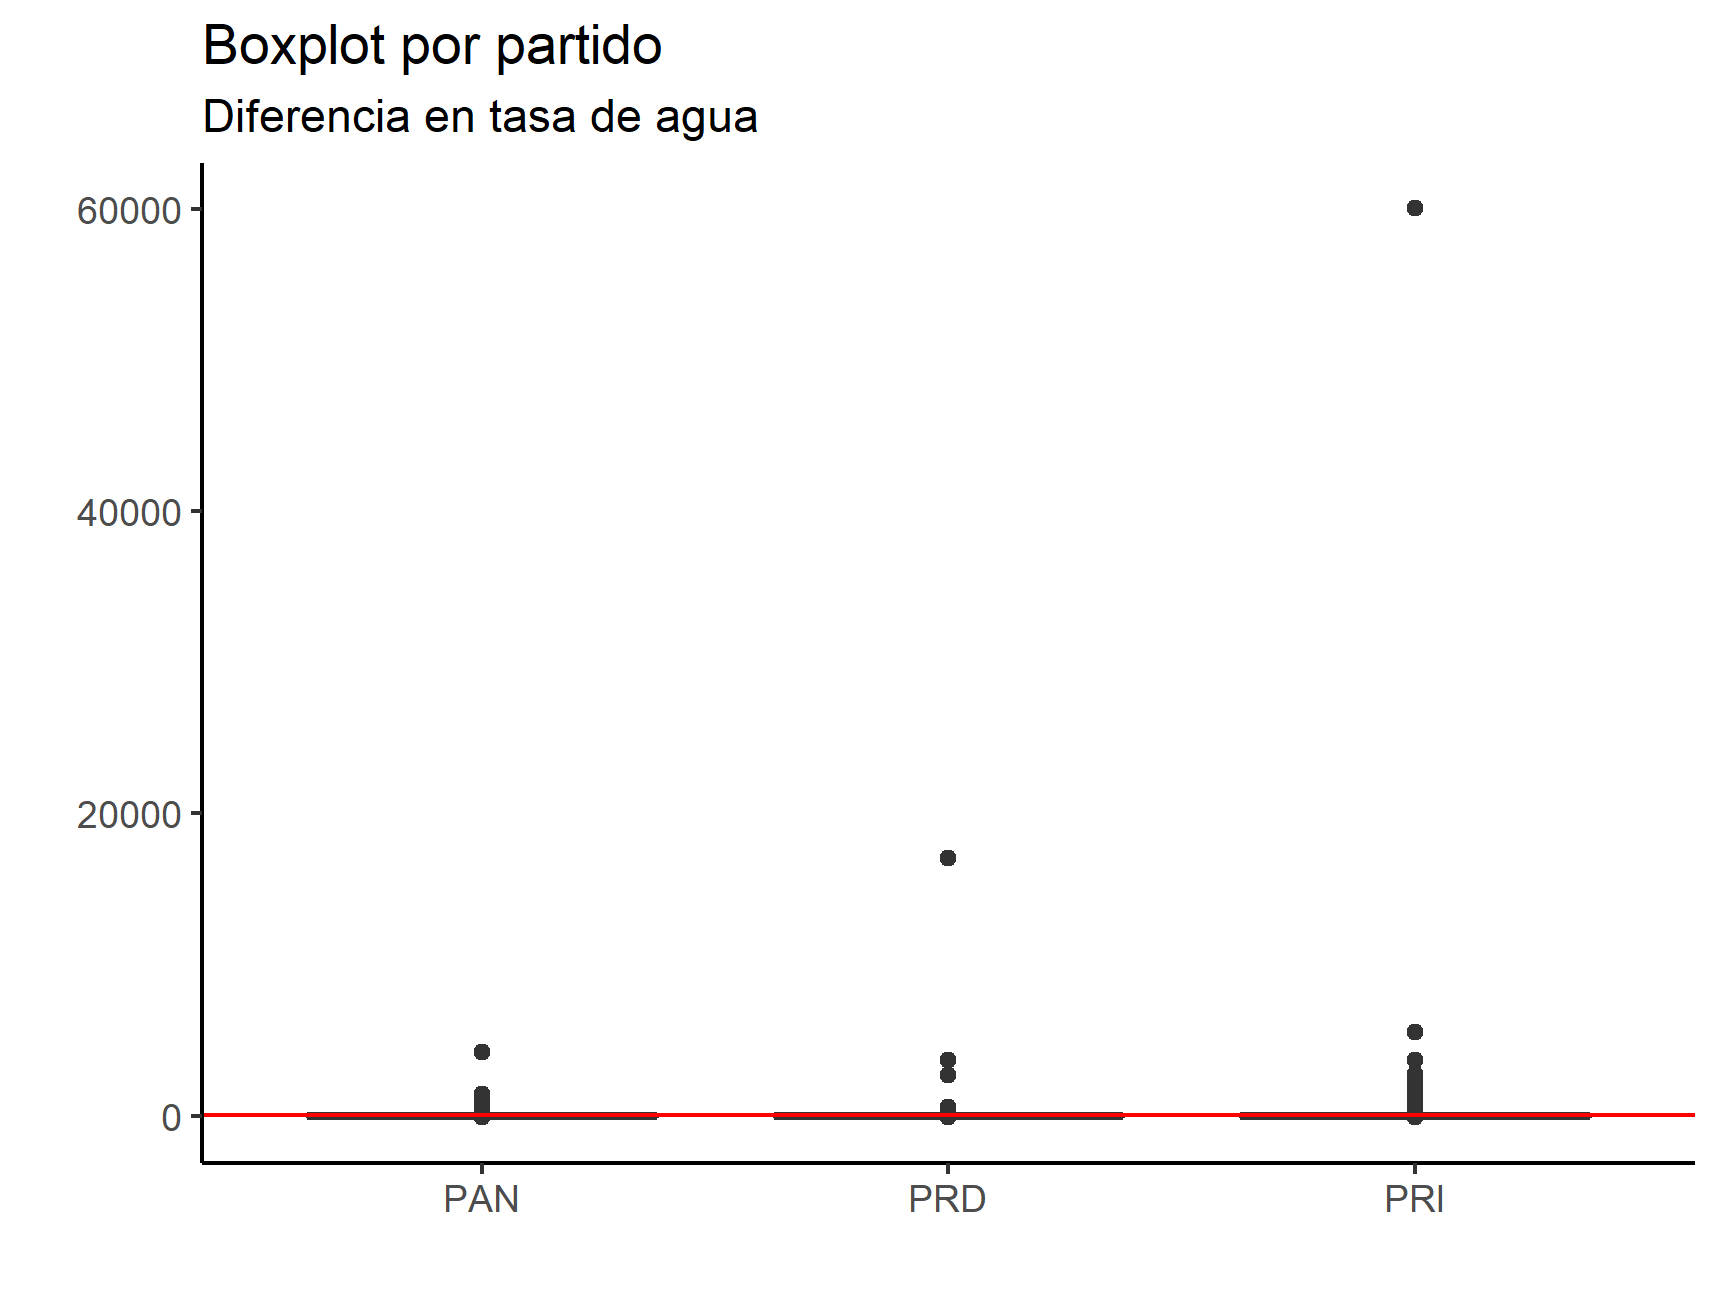 Boxplot por partido
Diferencia en tasa de agua
60000
40000
20000
0
PAN PRD PRI